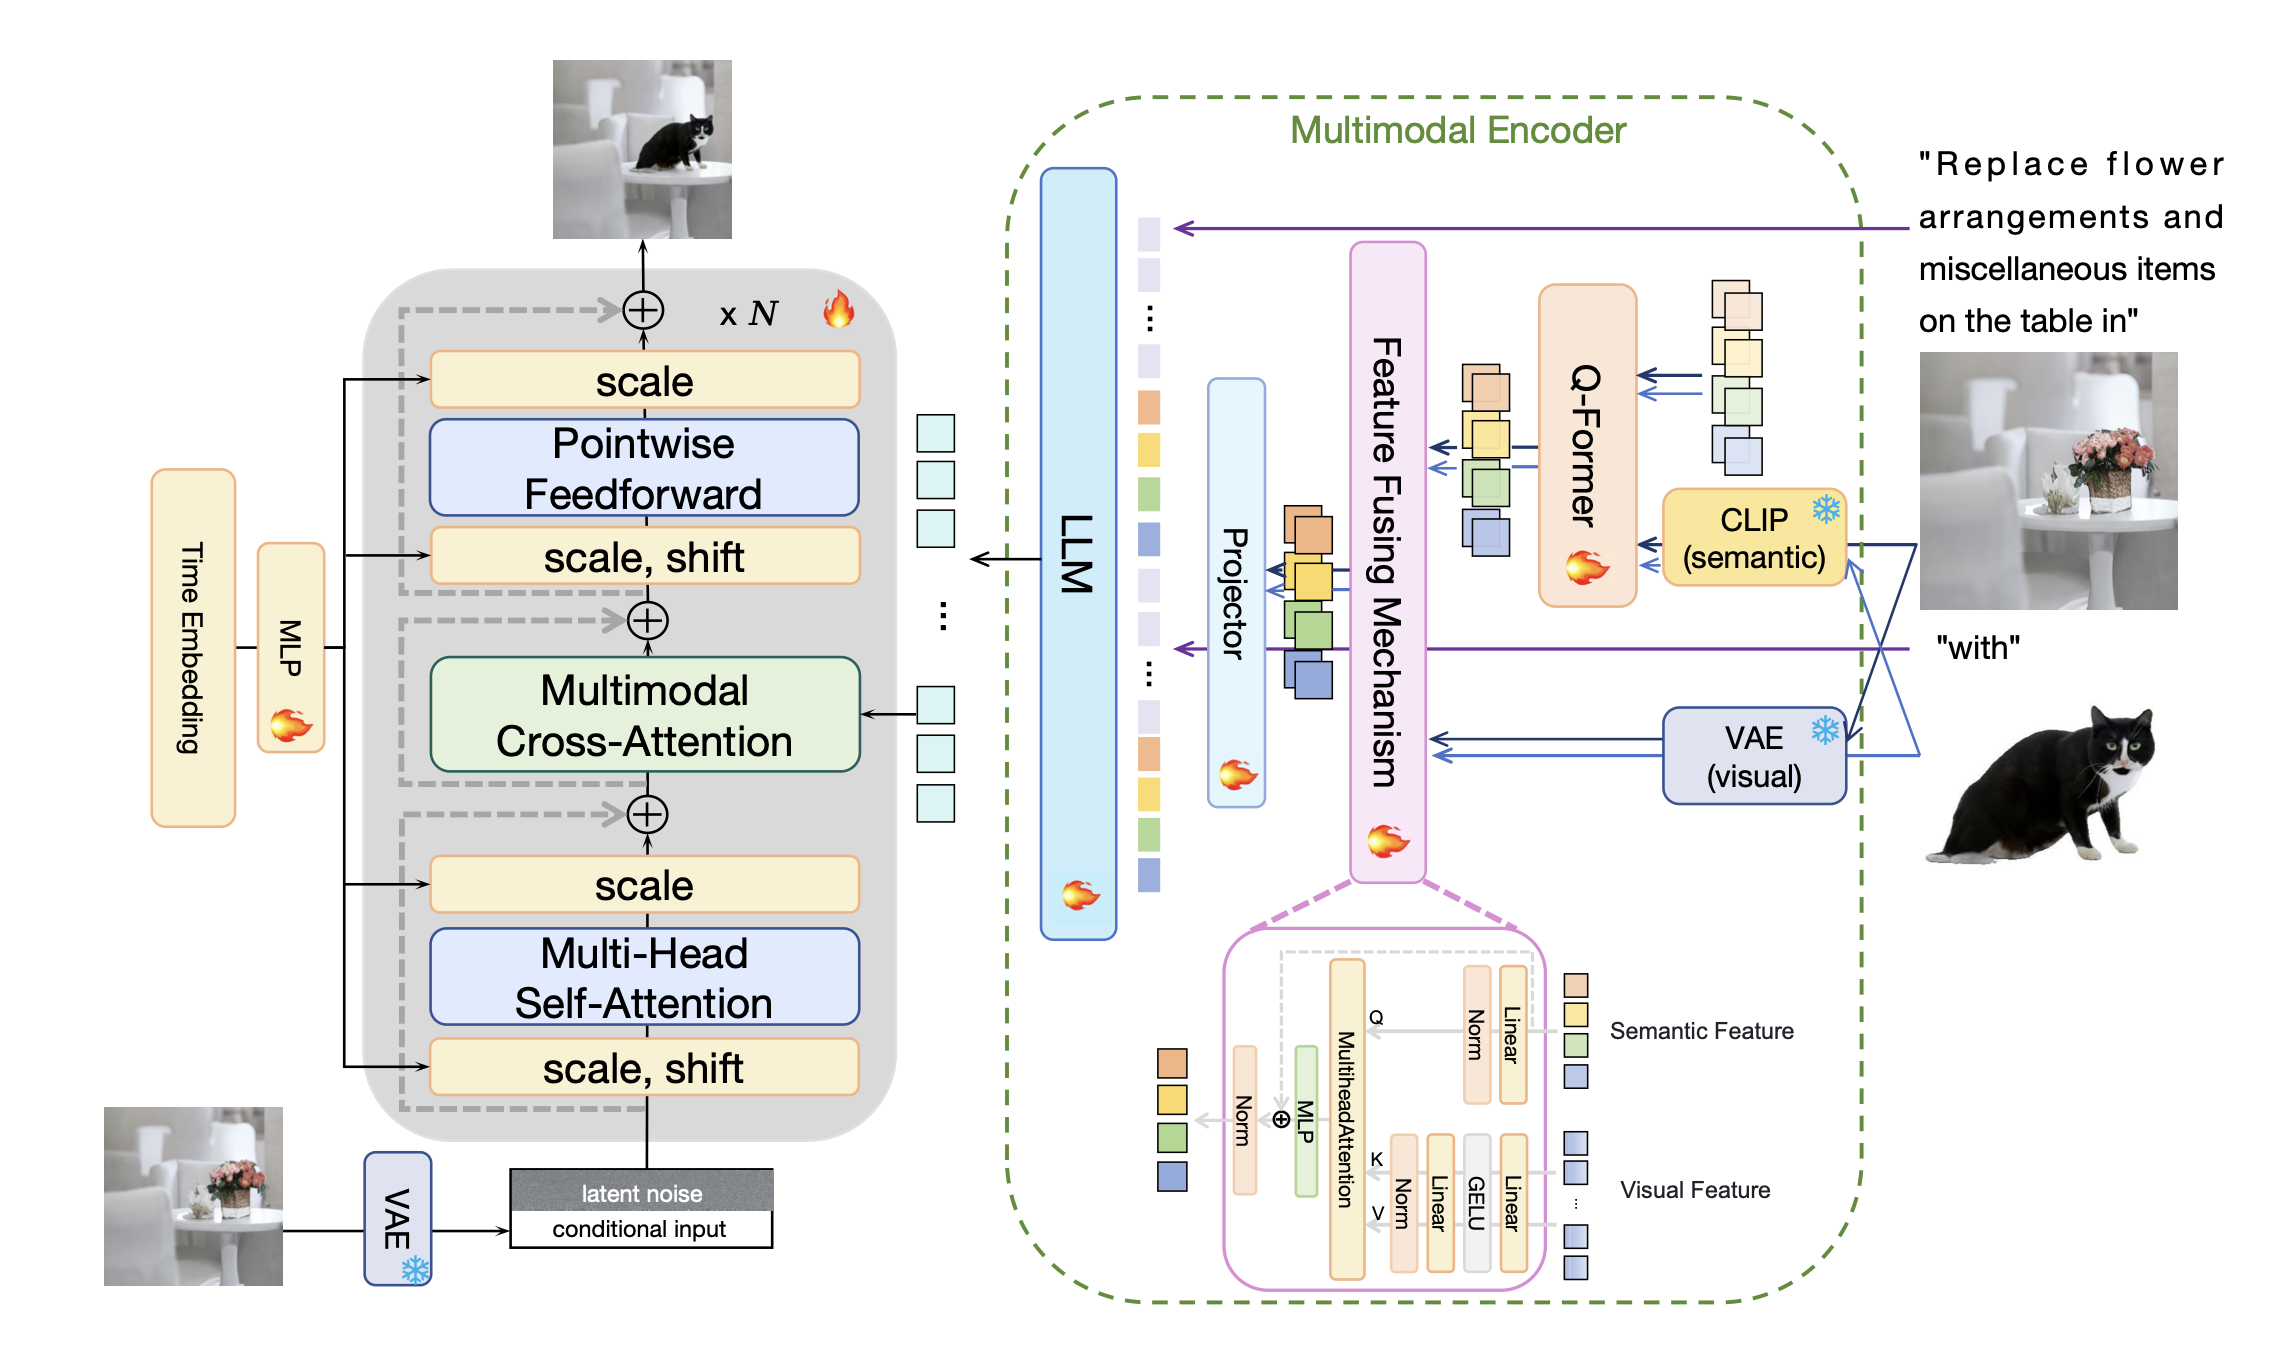 Multimodal Encoder
"Replace flower
arrangements and
miscellaneous items
on the table in"
"with"
x N
scale
Pointwise
Feedforward
scale, shift
Multimodal
Cross-Attention
scale
Multi-Head
Self-Attention
scale, shift
Time Embedding
MLP
VAE
latent noise
conditional input
LLM
Projector
Feature Fusing Mechanism
Q-Former
CLIP
(semantic)
VAE
(visual)
Norm
MLP
MultiheadAttention
Q
K
V
Norm
Linear
Norm
Linear
GELU
Linear
Semantic Feature
Visual Feature